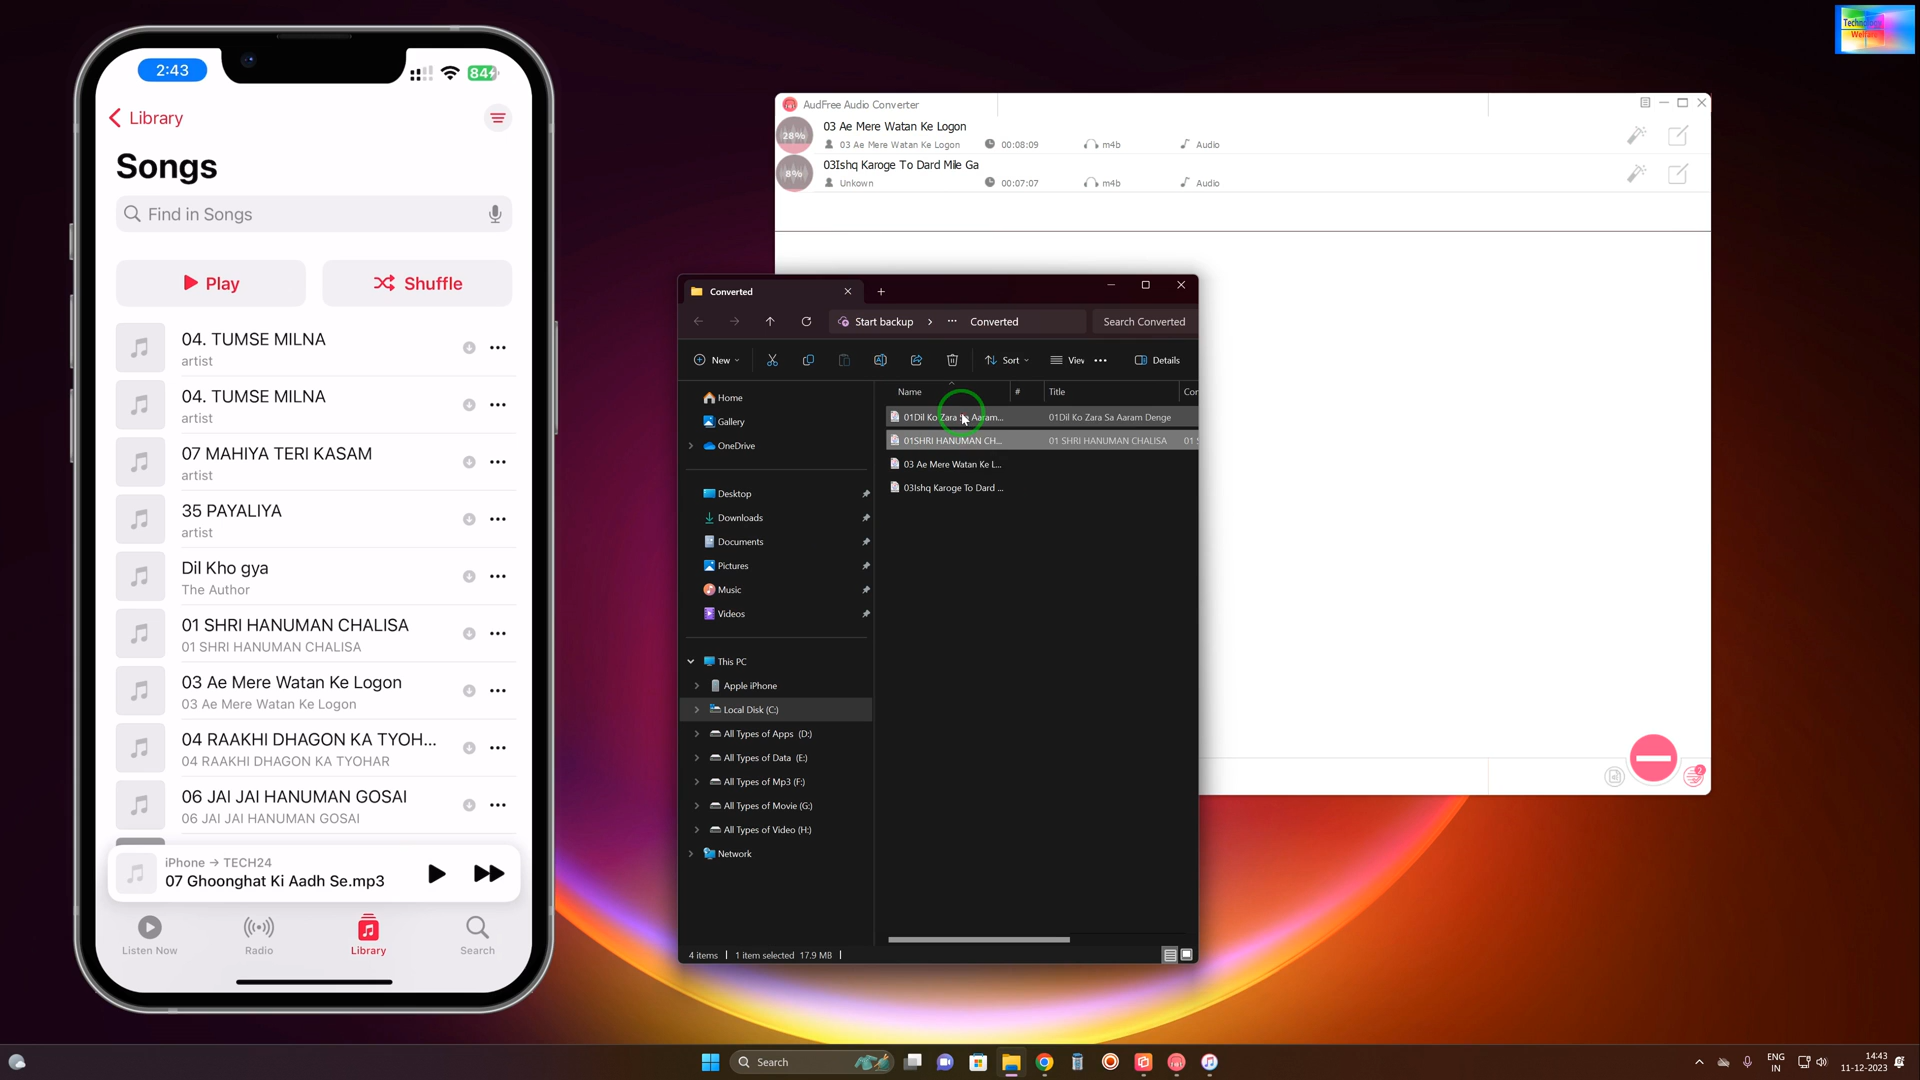 2:43
84
Library
Songs
Find in Songs
Play
Shuffle
04. TUMSE MILNA
artist
04. TUMSE MILNA
artist
07 MAHIYA TERI KASAM
artist
35 PAYALIYA
artist
Dil Kho gya
The Author
01 SHRI HANUMAN CHALISA
01 SHRI HANUMAN CHALISA
03 Ae Mere Watan Ke Logon
03 Ae Mere Watan Ke Logon
04 RAAKHI DHAGON KA TYOH...
04 RAAKHI DHAGON KA TYOHAR
06 JAI JAI HANUMAN GOSAI
06 JAI JAI HANUMAN GOSAI
iPhone → TECH24
07 Ghoonghat Ki Aadh Se.mp3
Listen Now
Radio
Library
Search
AudFree Audio Converter
28%
03 Ae Mere Watan Ke Logon
03 Ae Mere Watan Ke Logon
00:08:09
m4b
Audio
8%
03Ishq Karoge To Dard Mile Ga
Unkown
00:07:07
m4b
Audio
2
Converted
Start backup
Converted
Search Converted
New
Sort
View
Details
Name
#
Title
Cor
01Dil Ko Zara Sa Aaram...
01Dil Ko Zara Sa Aaram Denge
01SHRI HANUMAN CH...
01 SHRI HANUMAN CHALISA
01 S
03 Ae Mere Watan Ke L...
03Ishq Karoge To Dard ...
Home
Gallery
OneDrive
Desktop
Downloads
Documents
Pictures
Music
Videos
This PC
Apple iPhone
Local Disk (C:)
All Types of Apps (D:)
All Types of Data (E:)
All Types of Mp3 (F:)
All Types of Movie (G:)
All Types of Video (H:)
Network
4 items
1 item selected 17.9 MB
Technology
Welfare
Search
ENG
IN
14:43
11-12-2023